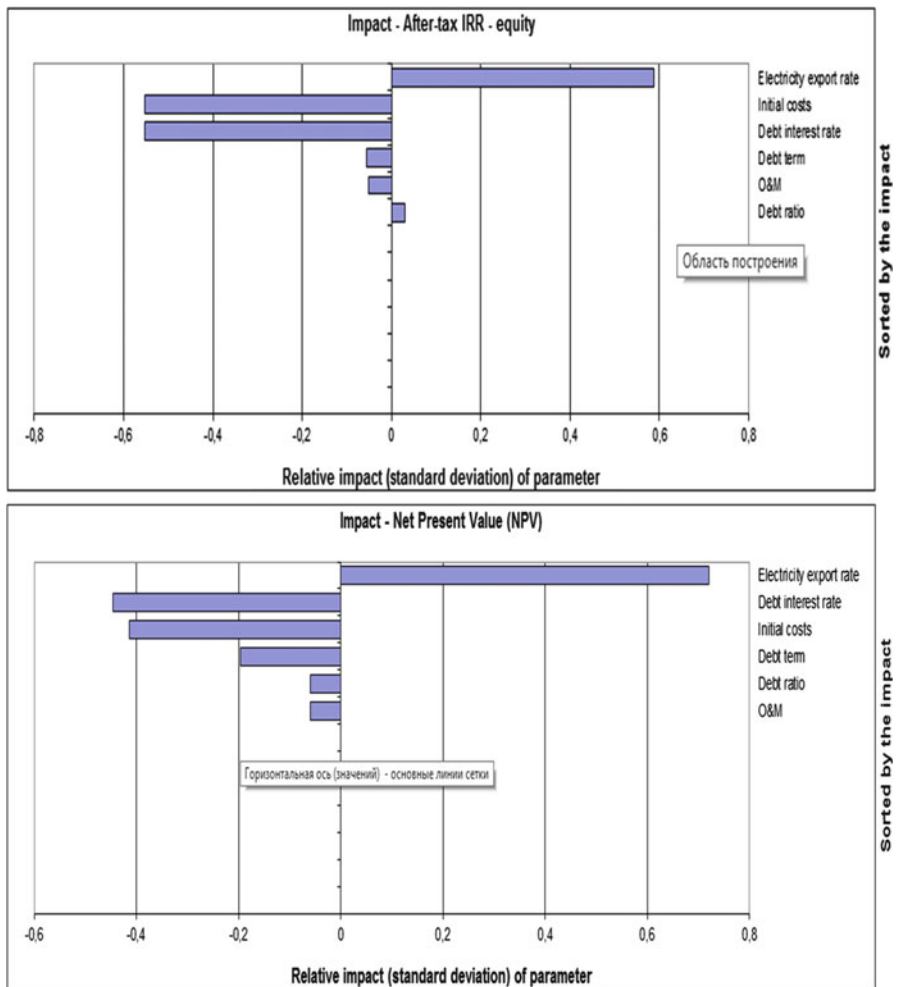 Impact - After-tax IRR - equity
Electricity export rate
Initial costs
Debt interest rate
Debt term
O&M
Debt ratio
Область построения
Sorted by the impact
-0,8 -0,6 -0,4 -0,2 0 0,2 0,4 0,6 0,8
Relative impact (standard deviation) of parameter
Impact - Net Present Value (NPV)
Electricity export rate
Debt interest rate
Initial costs
Debt term
Debt ratio
O&M
Горизонтальная ось (значений) - основные линии сетки
Sorted by the impact
-0,6 -0,4 -0,2 0 0,2 0,4 0,6 0,8
Relative impact (standard deviation) of parameter